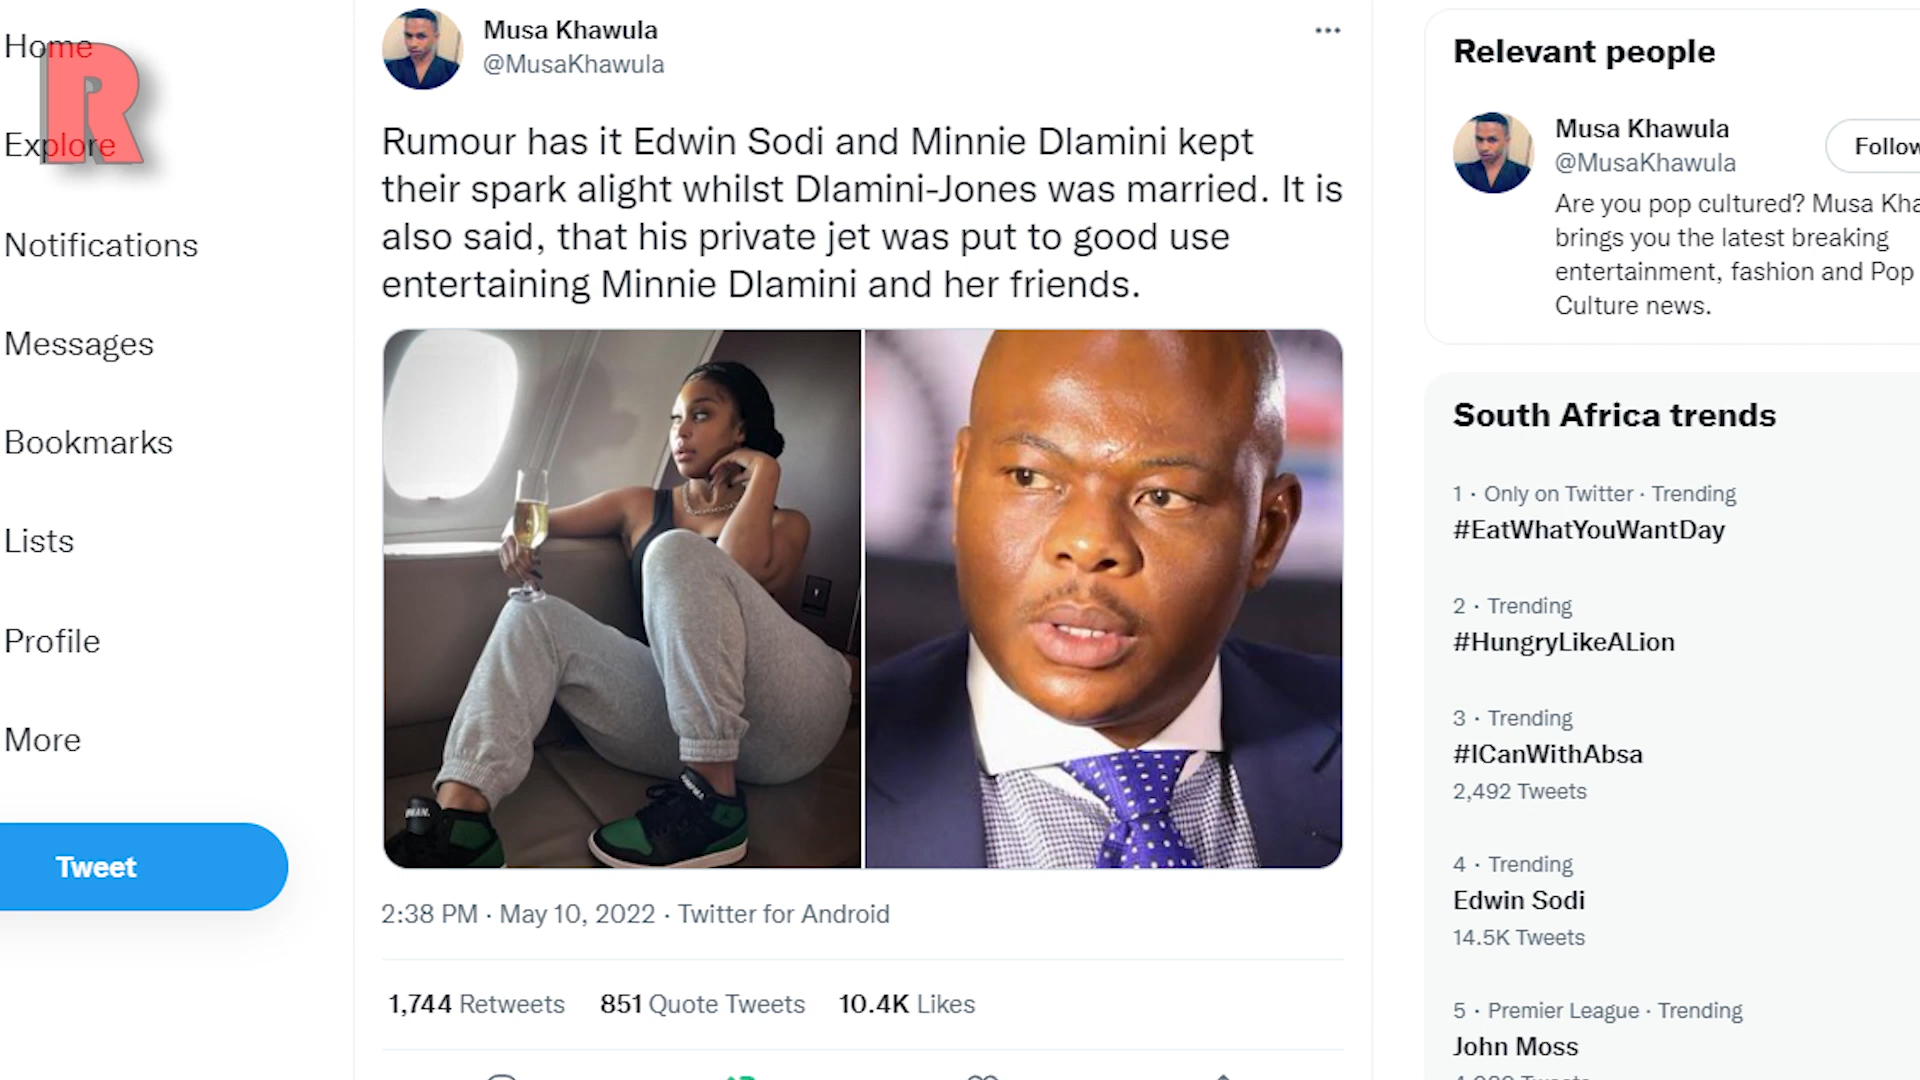 Home
R
Explore
Notifications
Messages
Bookmarks
Lists
Profile
More
Tweet
Musa Khawula
@MusaKhawula
Rumour has it Edwin Sodi and Minnie Dlamini kept
their spark alight whilst Dlamini-Jones was married. It is
also said, that his private jet was put to good use
entertaining Minnie Dlamini and her friends.
2:38 PM · May 10, 2022 · Twitter for Android
1,744 Retweets 851 Quote Tweets 10.4K Likes
Relevant people
Musa Khawula
@MusaKhawula
Follow
Are you pop cultured? Musa Kha
brings you the latest breaking
entertainment, fashion and Pop
Culture news.
South Africa trends
1 · Only on Twitter · Trending
#EatWhatYouWantDay
2 · Trending
#HungryLikeALion
3 · Trending
#ICanWithAbsa
2,492 Tweets
4 · Trending
Edwin Sodi
14.5K Tweets
5 · Premier League · Trending
John Moss